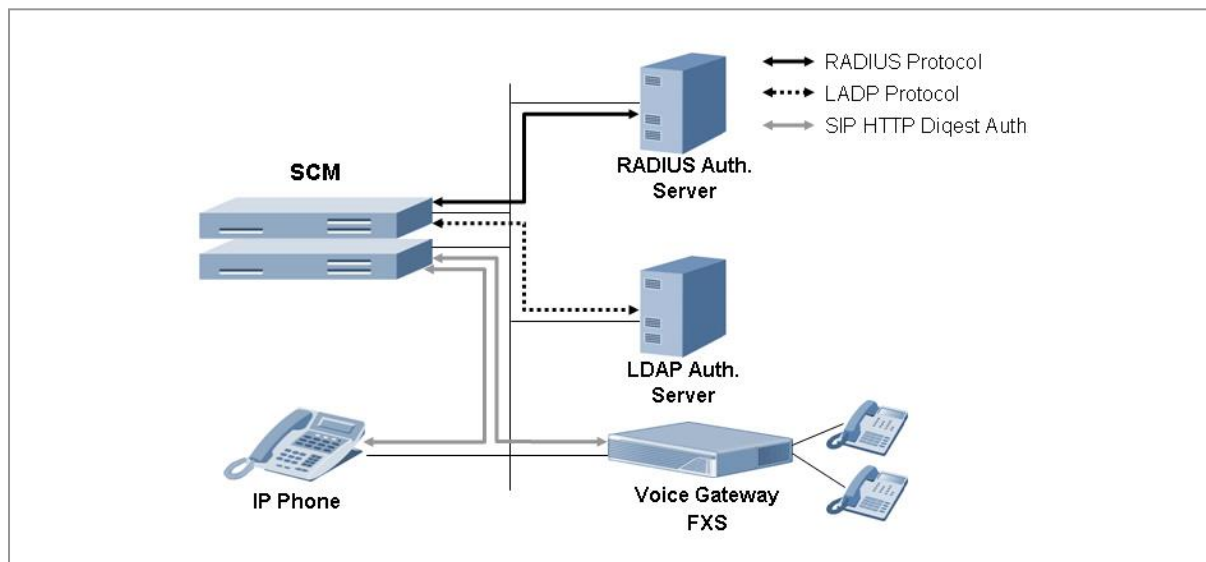 RADIUS Protocol
LADP Protocol
SIP HTTP Diqest Auth
SCM
RADIUS Auth.
Server
LDAP Auth.
Server
IP Phone
Voice Gateway
FXS